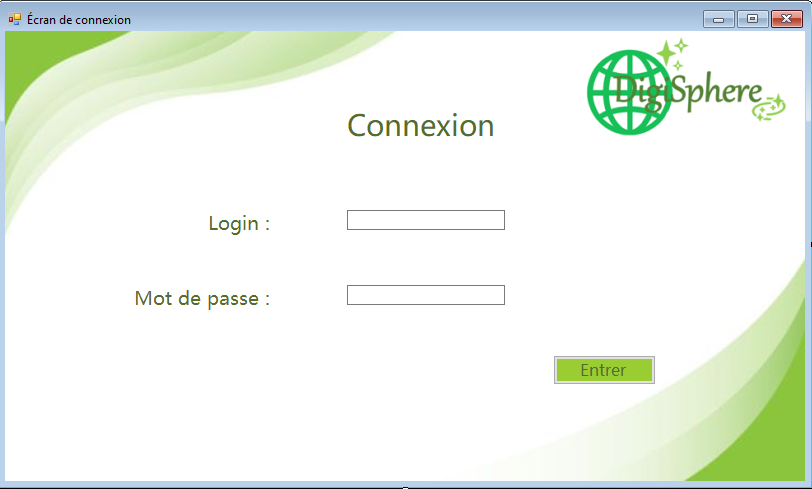 Écran de connexion
DigiSphere
Connexion
Login :
Mot de passe :
Entrer